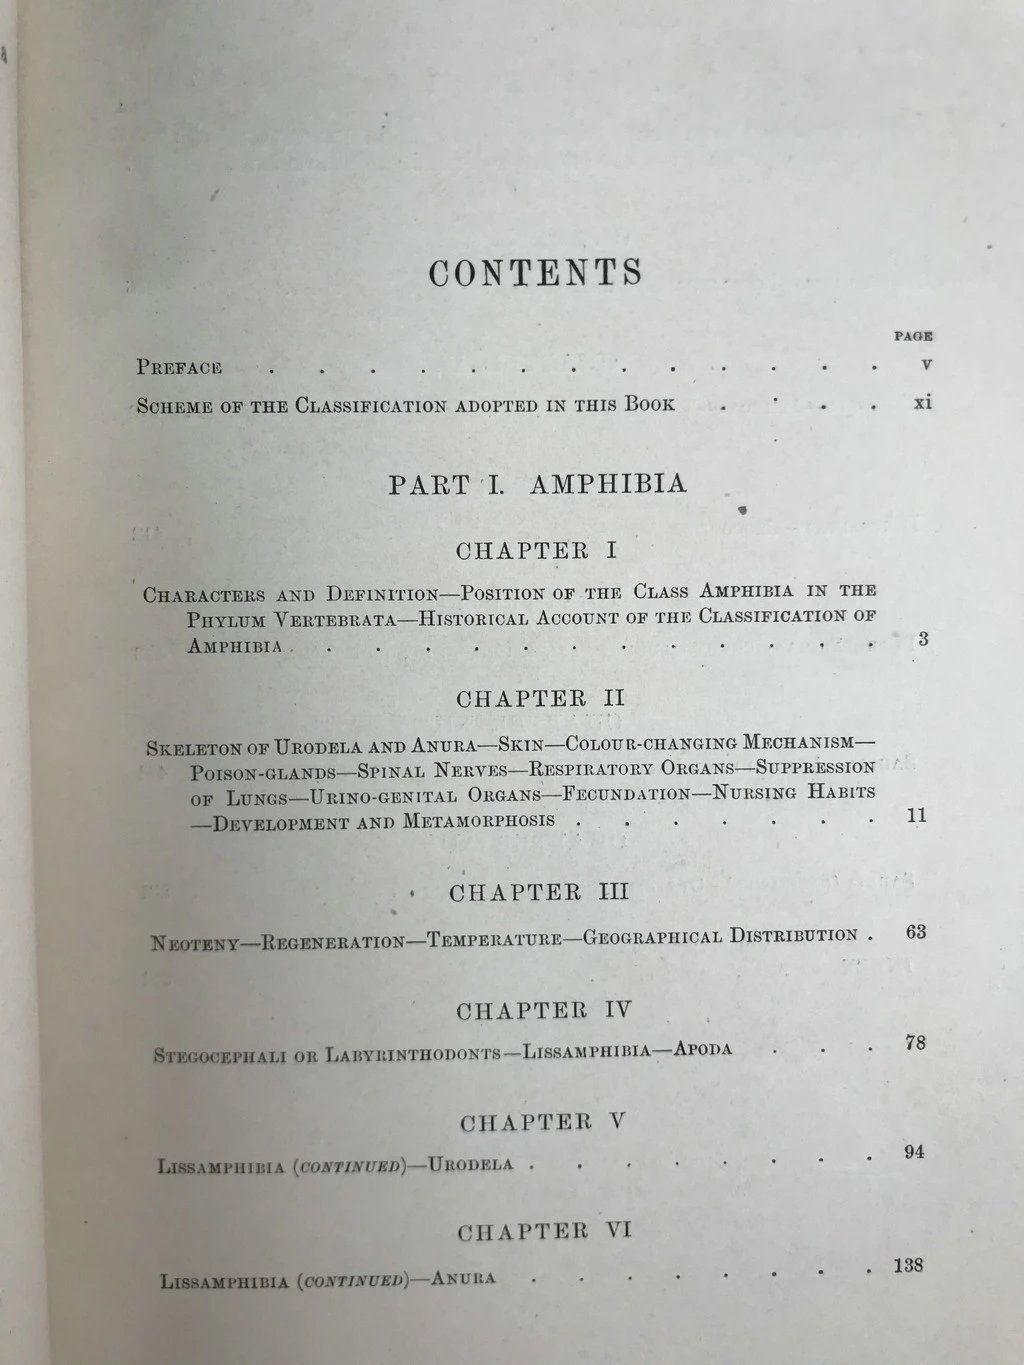 CONTENTS
PAGE
PREFACE . . . . . . . . . . . . . v
SCHEME OF THE CLASSIFICATION ADOPTED IN THIS BOOK . . . . xi
PART I. AMPHIBIA
CHAPTER I
CHARACTERS AND DEFINITION—POSITION OF THE CLASS AMPHIBIA IN THE
PHYLUM VERTEBRATA—HISTORICAL ACCOUNT OF THE CLASSIFICATION OF
AMPHIBIA . . . . . . . . . . . . . 3
CHAPTER II
SKELETON OF URODELA AND ANURA—SKIN—COLOUR-CHANGING MECHANISM—
POISON-GLANDS—SPINAL NERVES—RESPIRATORY ORGANS—SUPPRESSION
OF LUNGS—URINO-GENITAL ORGANS—FECUNDATION—NURSING HABITS
—DEVELOPMENT AND METAMORPHOSIS . . . . . . . 11
CHAPTER III
NEOTENY—REGENERATION—TEMPERATURE—GEOGRAPHICAL DISTRIBUTION . 63
CHAPTER IV
STEGOCEPHALI OR LABYRINTHODONTS—LISSAMPHIBIA—APODA . . . 78
CHAPTER V
LISSAMPHIBIA (CONTINUED)—URODELA . . . . . . . . 94
CHAPTER VI
LISSAMPHIBIA (CONTINUED)—ANURA . . . . . . . . 138